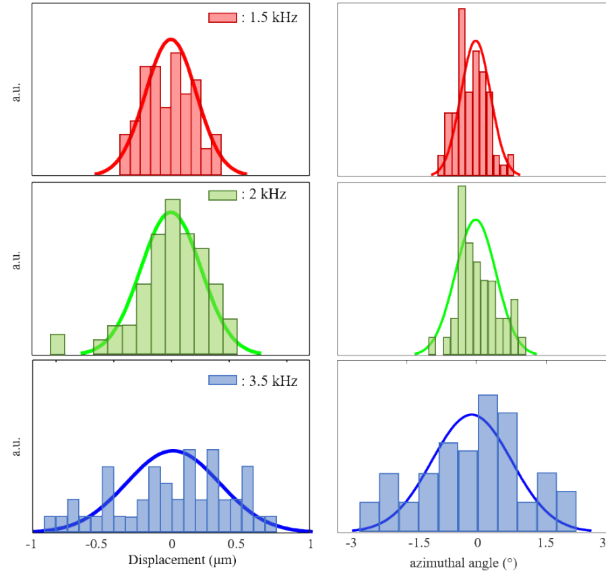 : 1.5 kHz
a.u.
: 2 kHz
a.u.
: 3.5 kHz
a.u.
-1 -0.5 0 0.5 1
-3 -1.5 0 1.5 3
Displacement (μm)
azimuthal angle (°)